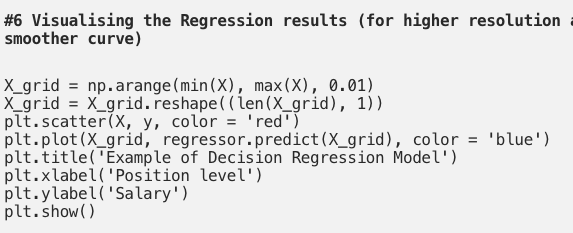 #6 Visualising the Regression results (for higher resolution
smoother curve)
X_grid = np.arange(min(X), max(X), 0.01)
X_grid = X_grid.reshape((len(X_grid), 1))
plt.scatter(X, y, color = 'red')
plt.plot(X_grid, regressor.predict(X_grid), color = 'blue')
plt.title('Example of Decision Regression Model')
plt.xlabel('Position level')
plt.ylabel('Salary')
plt.show()